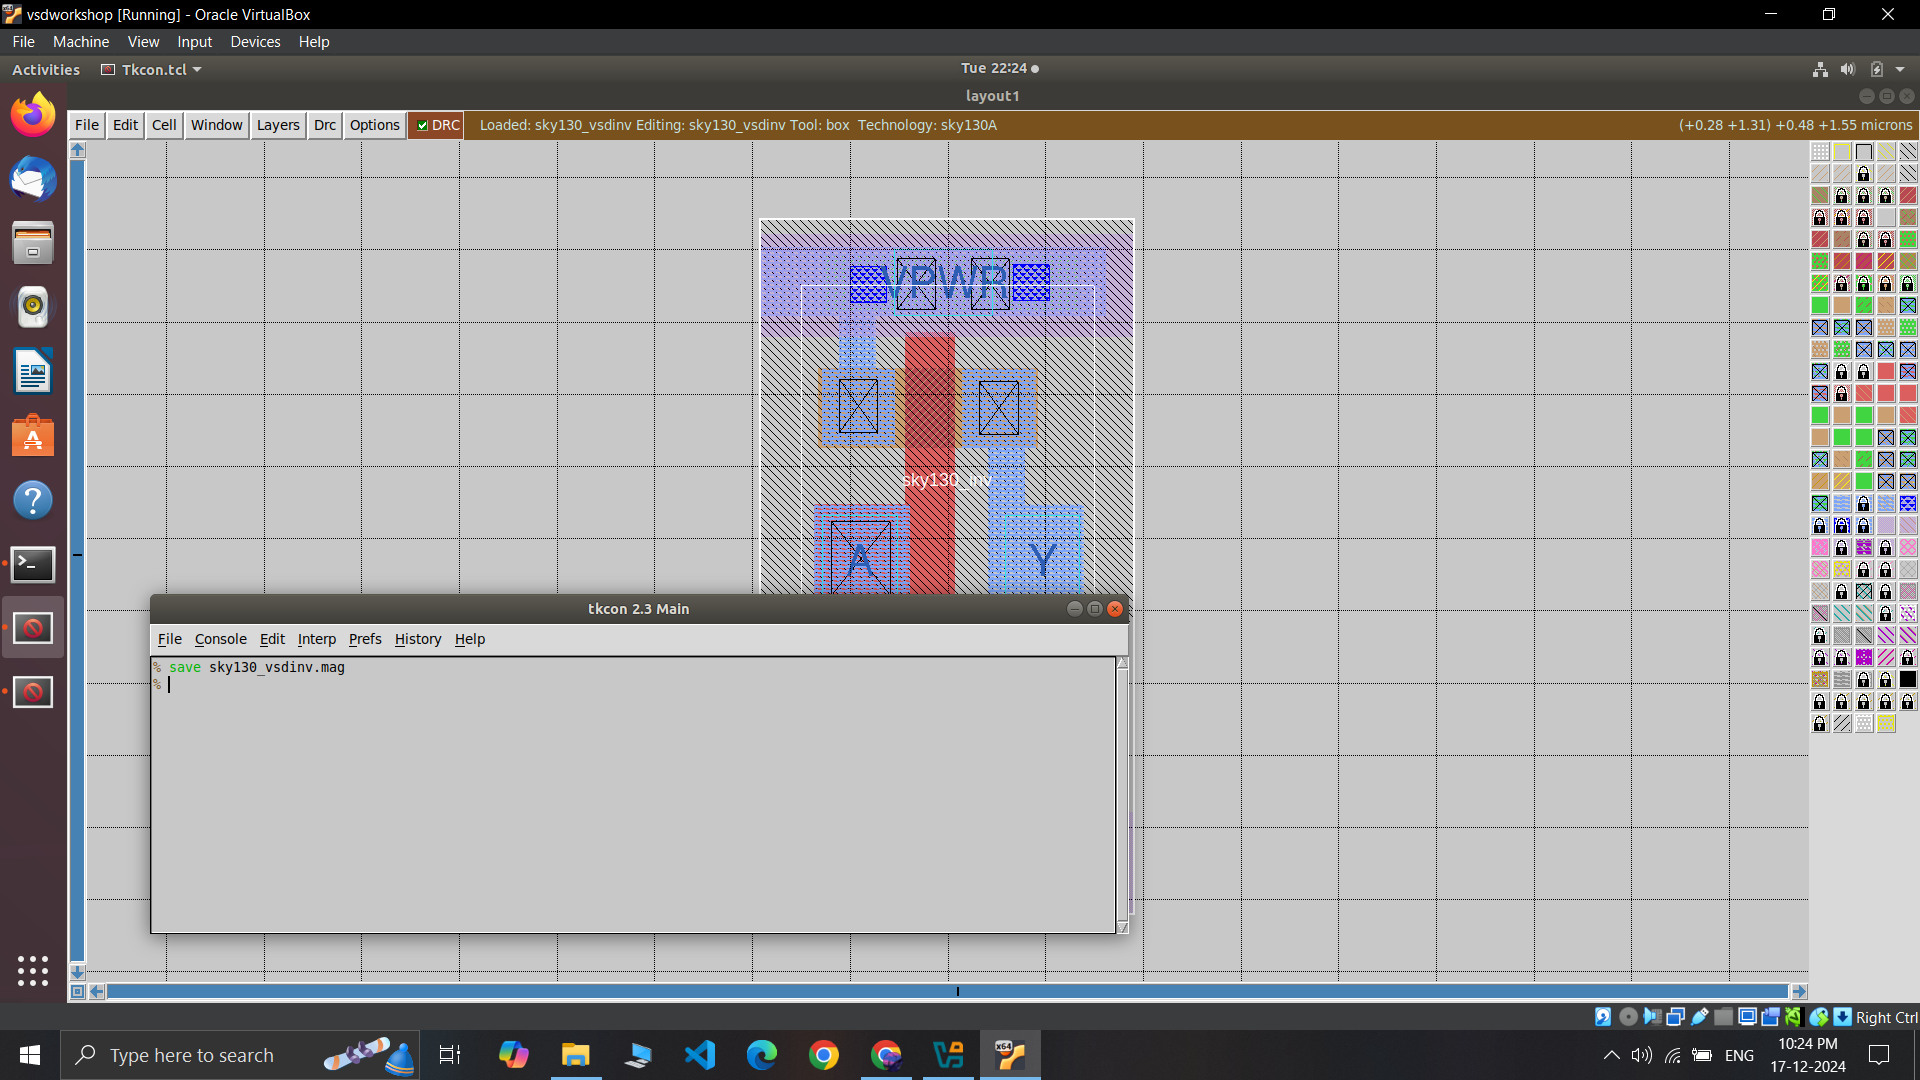 vsdworkshop [Running] - Oracle VirtualBox
File Machine View Input Devices Help
Activities Tkcon.tcl Tue 22:24
layout1
File Edit Cell Window Layers Drc Options DRC Loaded: sky130_vsdinv Editing: sky130_vsdinv Tool: box Technology: sky130A (+0.28 +1.31) +0.48 +1.55 microns
VPWR
sky130_inv
A Y
tkcon 2.3 Main
File Console Edit Interp Prefs History Help
% save sky130_vsdinv.mag
%
Right Ctrl
Type here to search
ENG
10:24 PM
17-12-2024